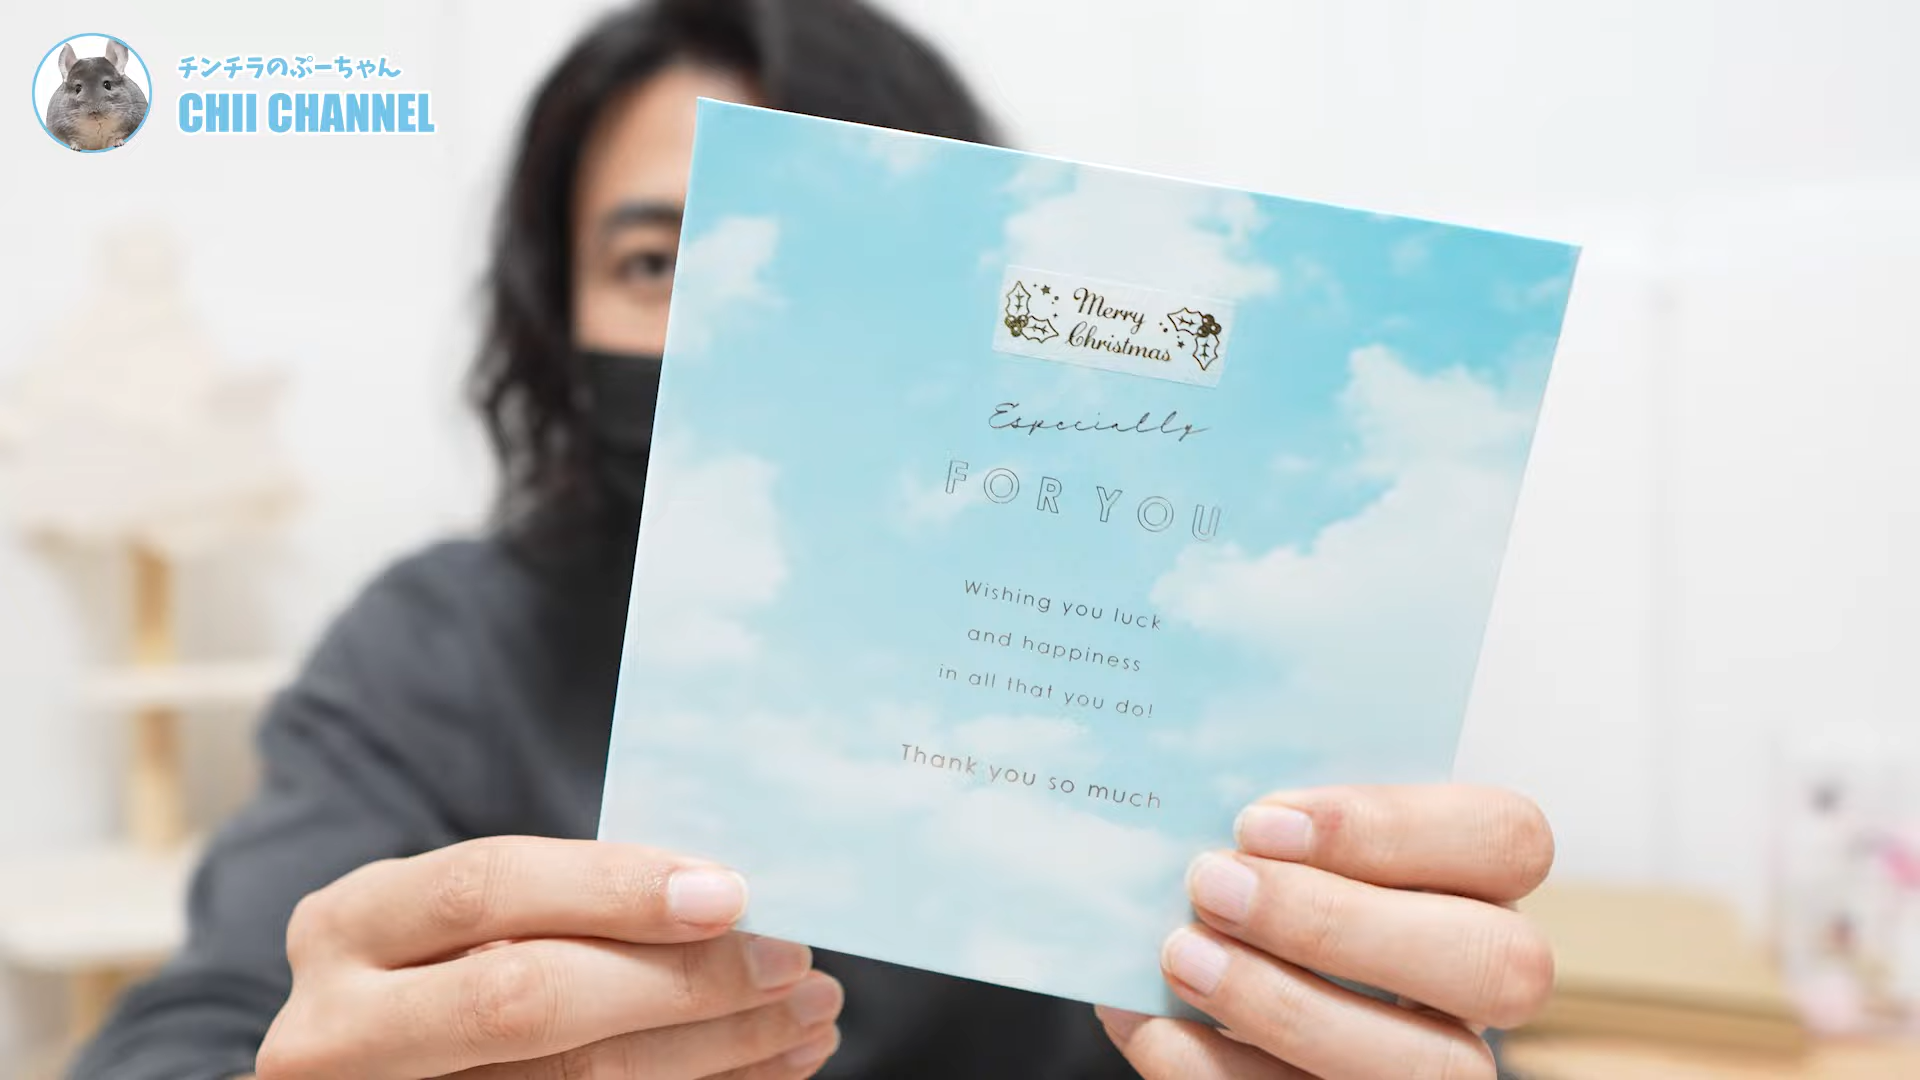 チンチラのぷーちゃん
CHII CHANNEL
Merry
Christmas
Especially
FOR YOU
Wishing you luck
and happiness
in all that you do!
Thank you so much